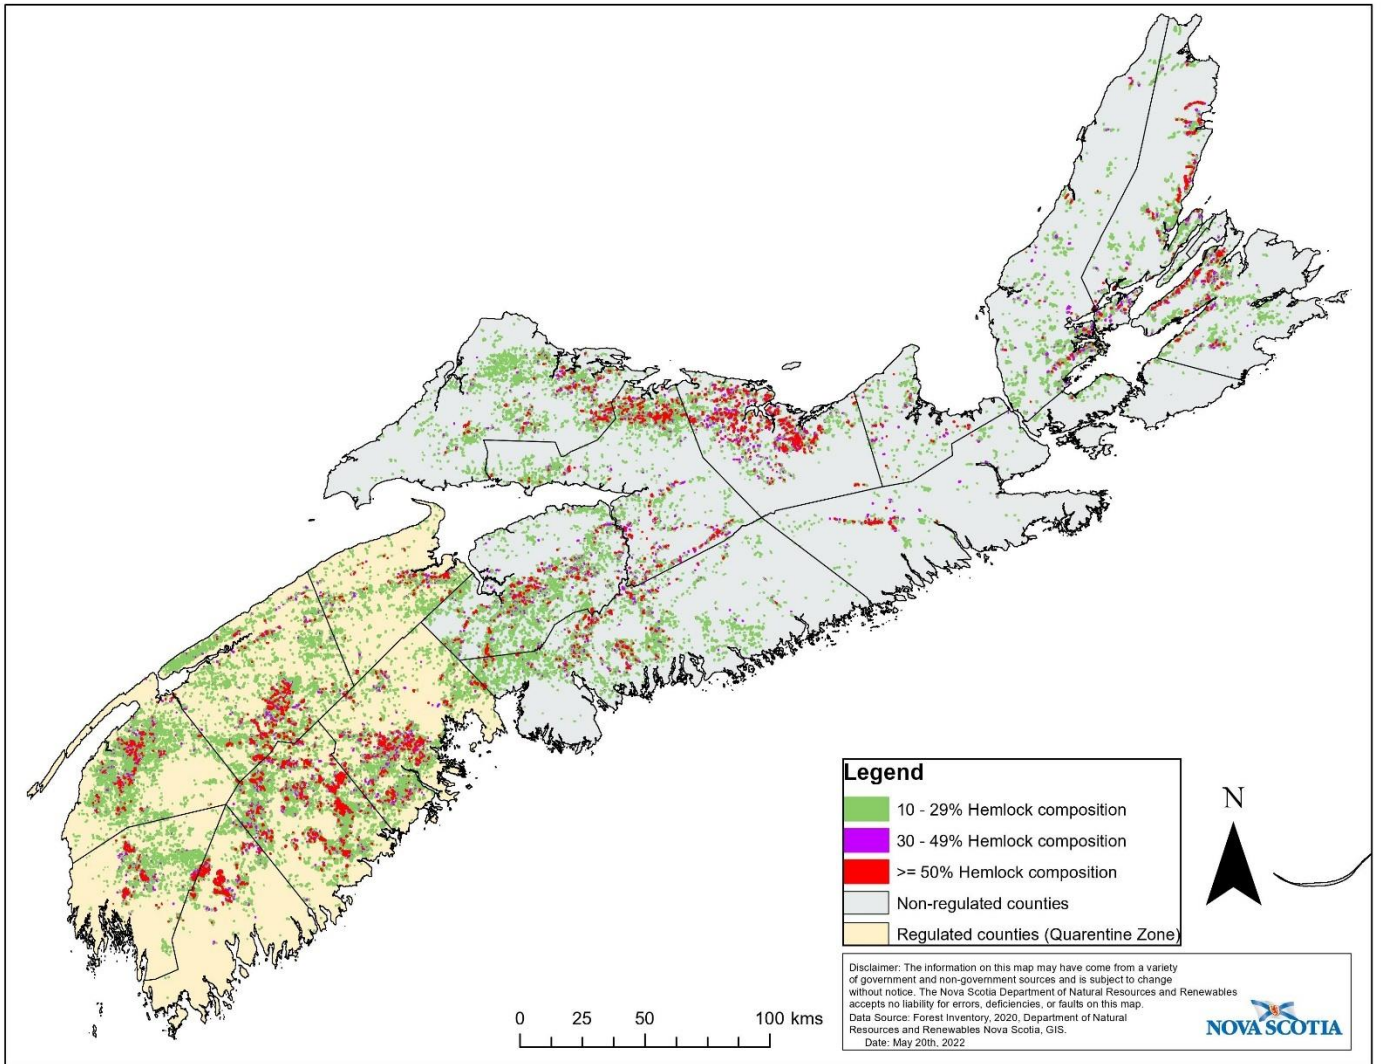 Legend
10 - 29% Hemlock composition
30 - 49% Hemlock composition
>= 50% Hemlock composition
Non-regulated counties
Regulated counties (Quarentine Zone)
N
0 25 50 100 kms
Disclaimer: The information on this map may have come from a variety
of government and non-government sources and is subject to change
without notice. The Nova Scotia Department of Natural Resources and Renewables
accepts no liability for errors, deficiencies, or faults on this map.
Data Source: Forest Inventory, 2020, Department of Natural
Resources and Renewables Nova Scotia, GIS.
Date: May 20th, 2022
NOVA SCOTIA